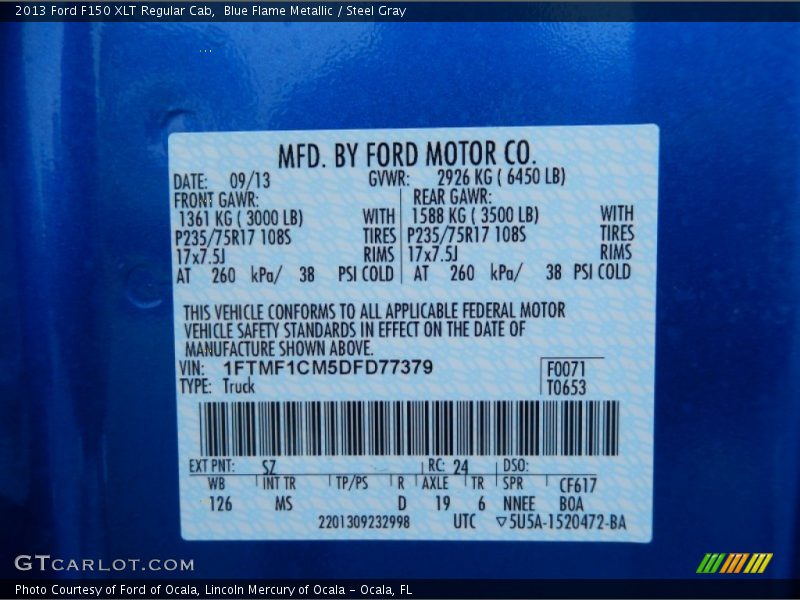 2013 Ford F150 XLT Regular Cab,  Blue Flame Metallic / Steel Gray
MFD. BY FORD MOTOR CO.
DATE: 09/13 GVWR: 2926 KG ( 6450 LB)
FRONT GAWR: REAR GAWR:
1361 KG ( 3000 LB) WITH 1588 KG ( 3500 LB) WITH
P235/75R17 108S TIRES P235/75R17 108S TIRES
17x7.5J RIMS 17x7.5J RIMS
AT 260 kPa/ 38 PSI COLD AT 260 kPa/ 38 PSI COLD
THIS VEHICLE CONFORMS TO ALL APPLICABLE FEDERAL MOTOR
VEHICLE SAFETY STANDARDS IN EFFECT ON THE DATE OF
MANUFACTURE SHOWN ABOVE.
VIN: 1FTMF1CM5DFD77379 F0071
TYPE: Truck T0653
EXT PNT: SZ RC: 24 DSO:
WB INT TR TP/PS R AXLE TR SPR CF617
126 MS D 19 6 NNEE BOA
2201309232998 UTC ▽5U5A-1520472-BA
GTCARLOT.COM
Photo Courtesy of Ford of Ocala, Lincoln Mercury of Ocala - Ocala, FL